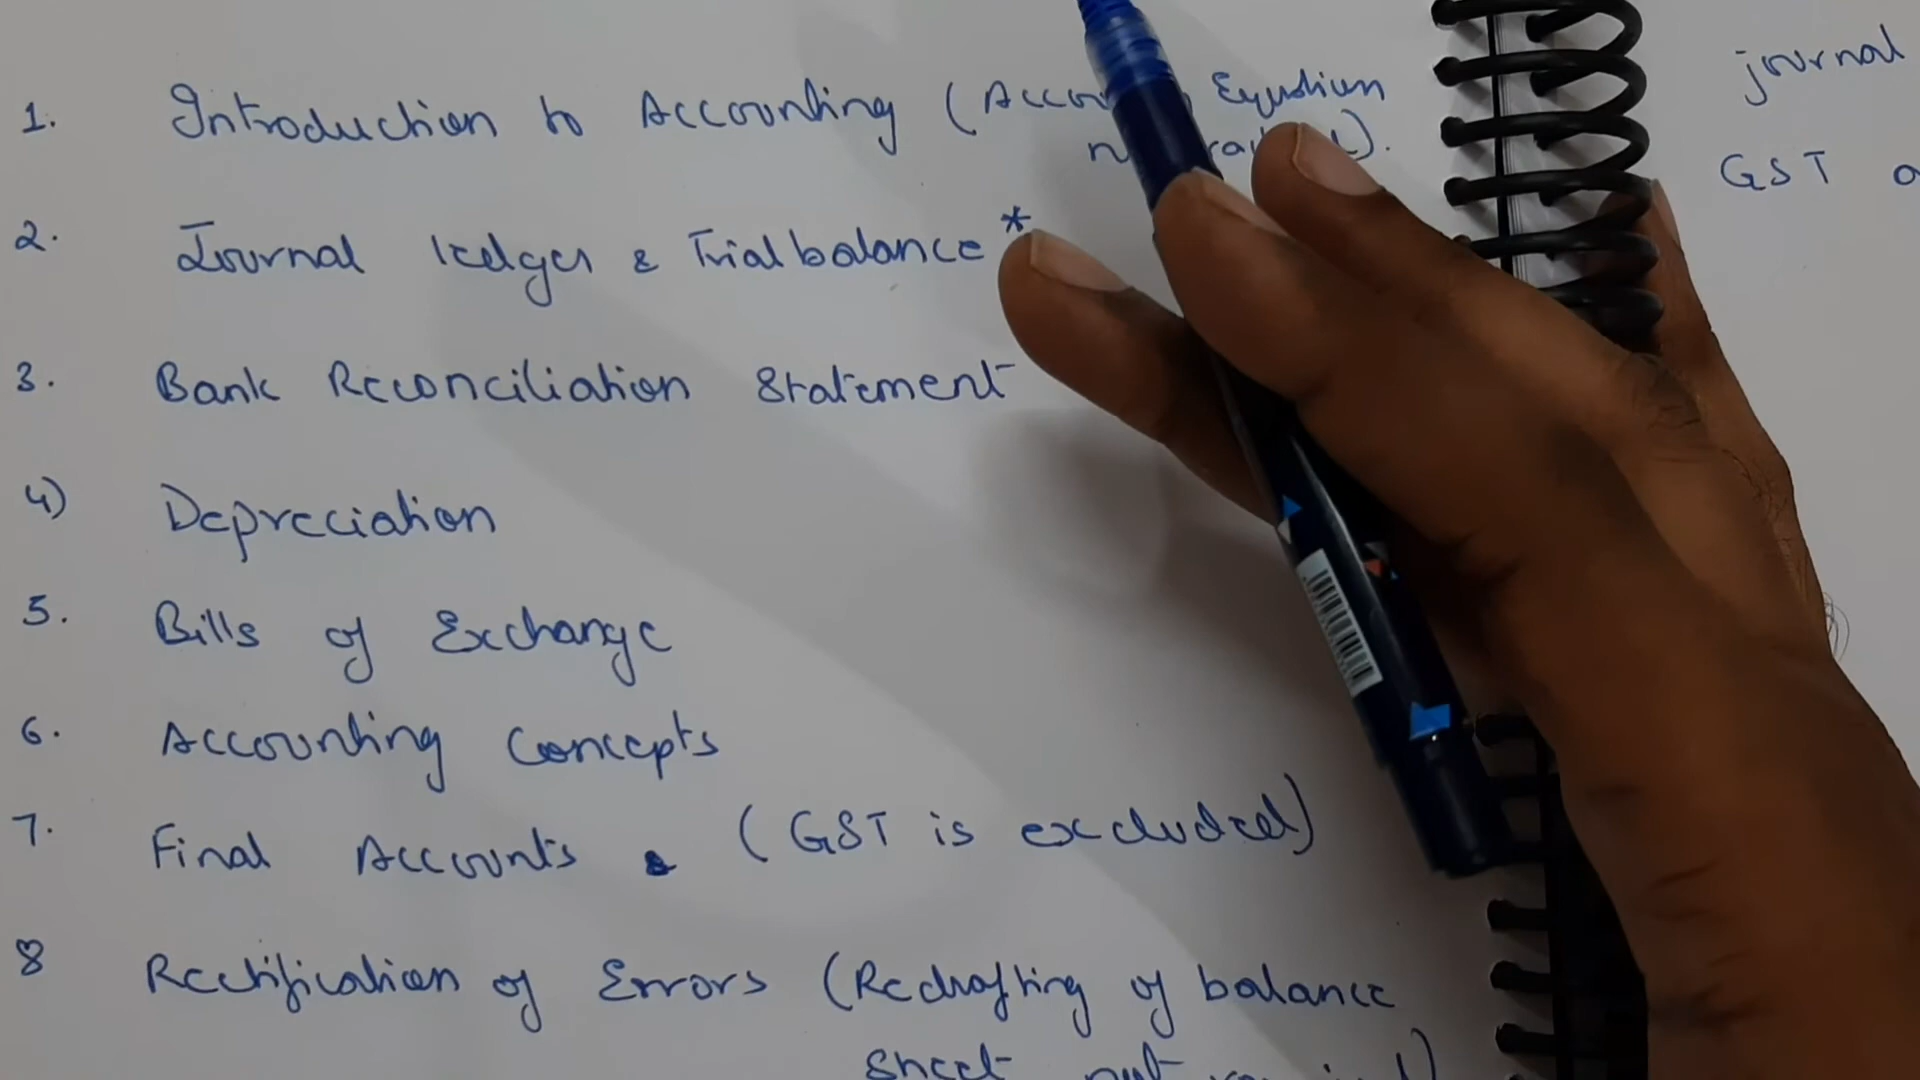 1. Introduction to Accounting ( Equation
2. Journal ledger & Trial balance *
3. Bank Reconciliation Statement
4) Depreciation
5. Bills of Exchange
6. Accounting Concepts
7. Final Accounts (GST is excluded)
8 Rectification of Errors (Redrafting of balance
Sheet not
journal
GST